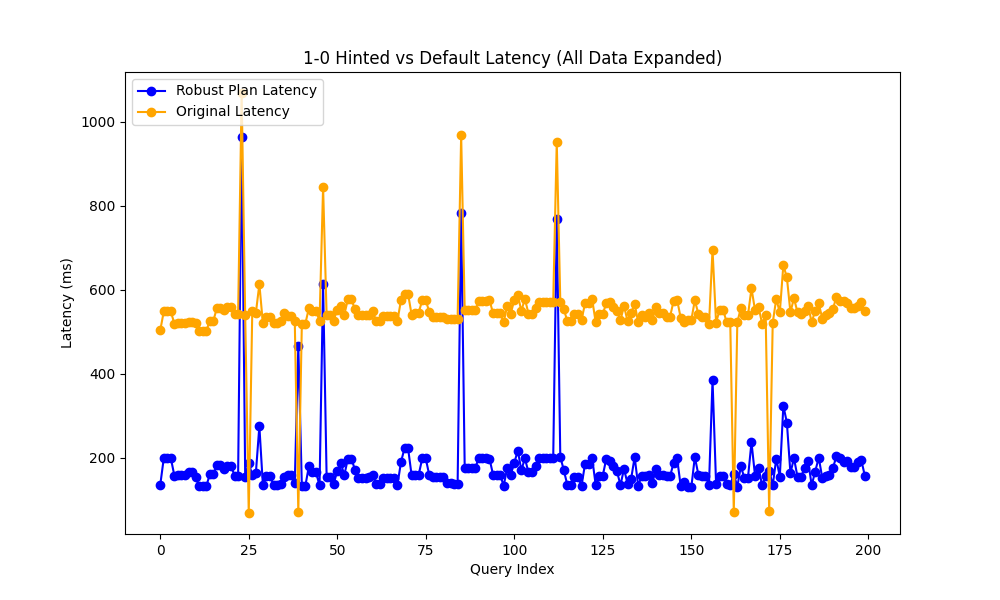 1-0 Hinted vs Default Latency (All Data Expanded)
Robust Plan Latency
Original Latency
Latency (ms)
1000
800
600
400
200
0 25 50 75 100 125 150 175 200
Query Index